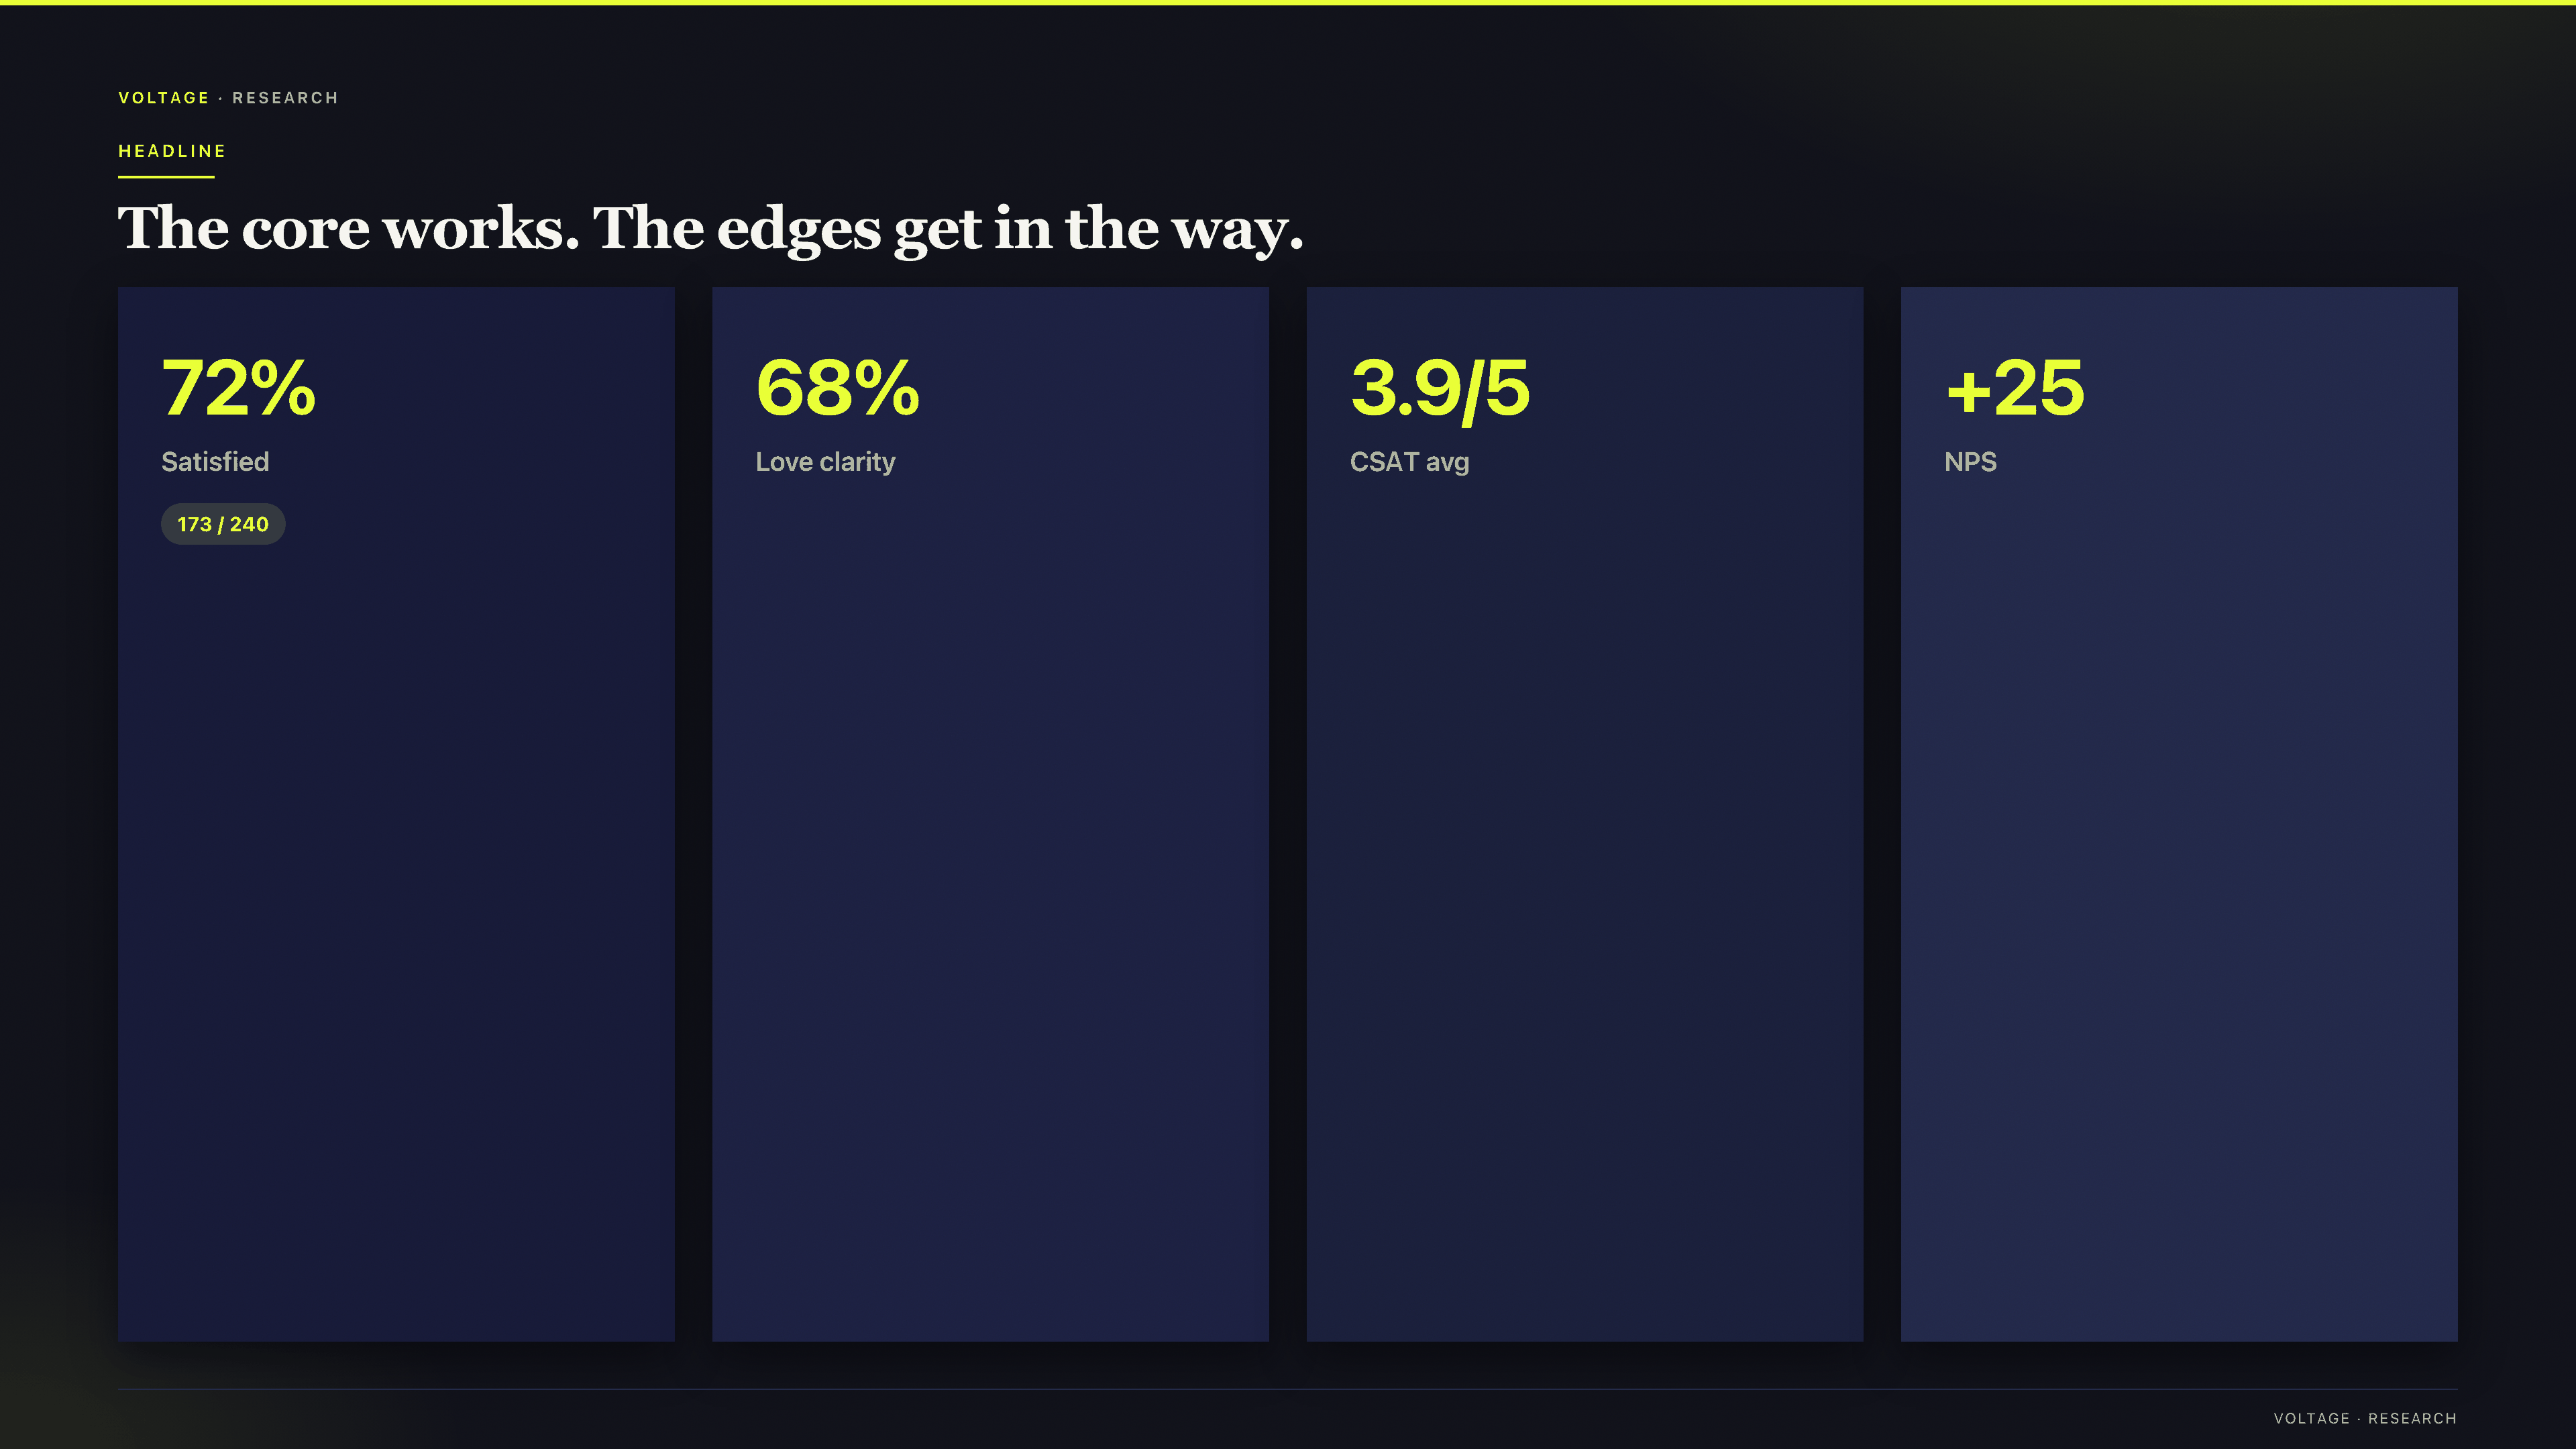 VOLTAGE · RESEARCH
HEADLINE
The core works. The edges get in the way.
72%
Satisfied
173 / 240
68%
Love clarity
3.9/5
CSAT avg
+25
NPS
VOLTAGE · RESEARCH